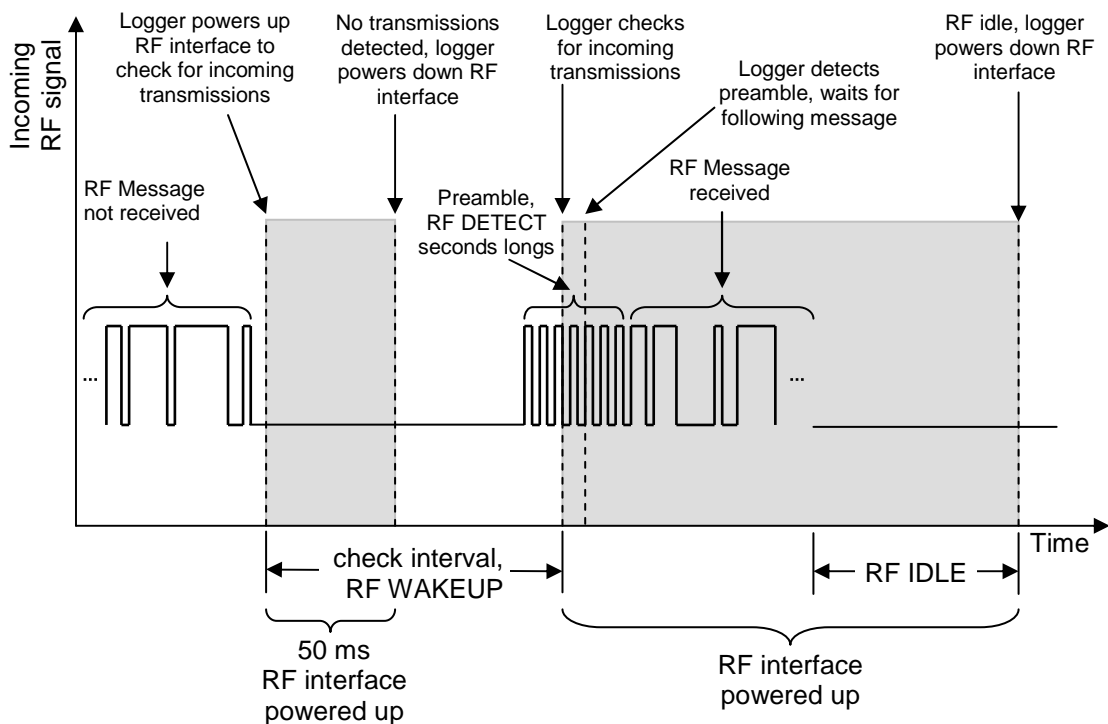 Incoming
RF signal
Logger powers up
RF interface to
check for incoming
transmissions
No transmissions
detected, logger
powers down RF
interface
Logger checks
for incoming
transmissions
Logger detects
preamble, waits for
following message
RF idle, logger
powers down RF
interface
RF Message
not received
Preamble,
RF DETECT
seconds longs
RF Message
received
...
...
Time
check interval,
RF WAKEUP
RF IDLE
50 ms
RF interface
powered up
RF interface
powered up